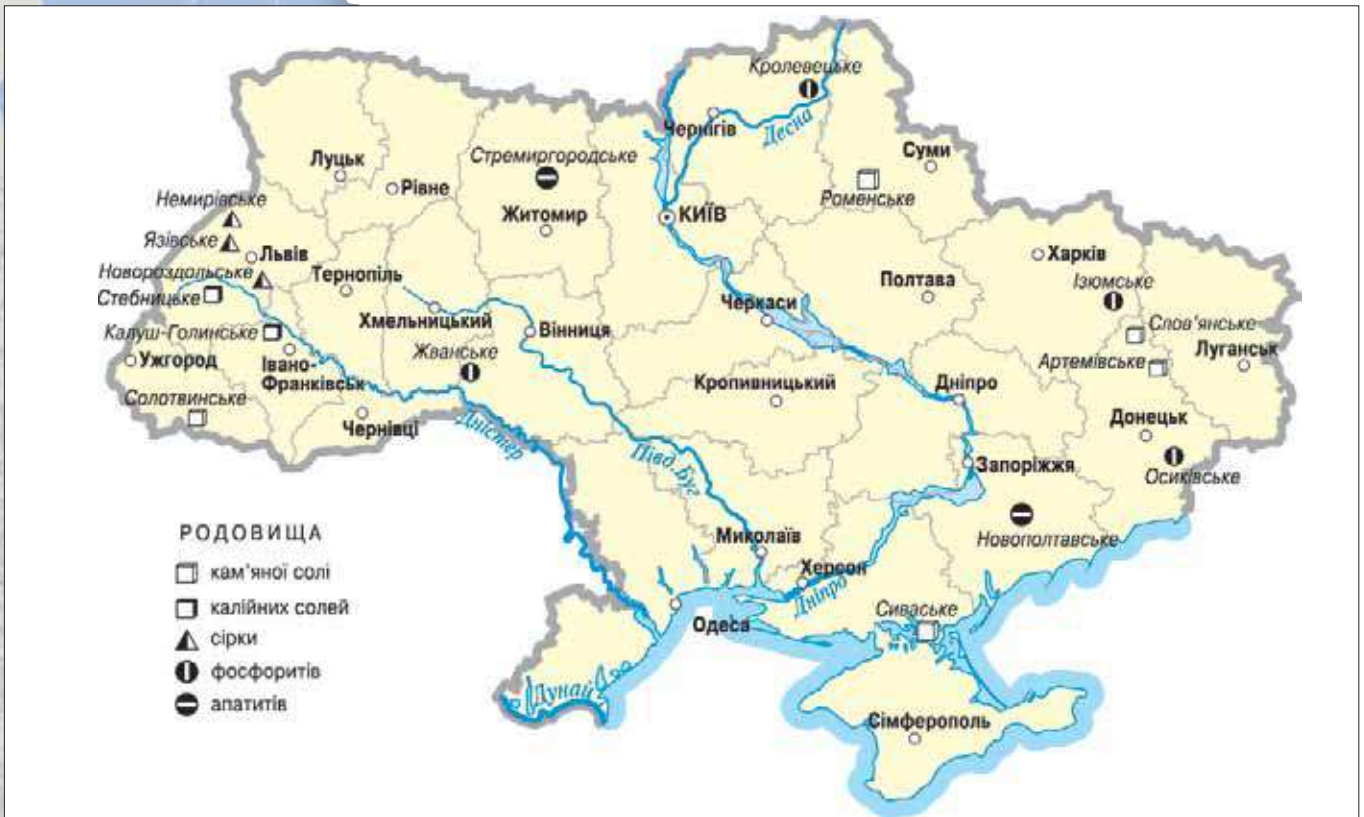 Кролевецьке
Чернігів
Десна
Суми
Луцьк
Стремиргородське
Рівне
Роменське
Немирівське
Житомир
КИЇВ
Язівське
Львів
Харків
Новороздольське
Тернопіль
Полтава
Ізюмське
Стебницьке
Хмельницький
Черкаси
Слов'янське
Калуш-Голинське
Вінниця
Ужгород
Івано-
Франківськ
Жванське
Артемівське
Луганськ
Солотвинське
Кропивницький
Дніпро
Чернівці
Дністер
Донецьк
Півд. Буг
Запоріжжя
Осиківське
РОДОВИЩА
Миколаїв
Новополтавське
кам'яної солі
Херсон
Дніпро
калійних солей
Сиваське
Одеса
сірки
фосфоритів
Дунай
апатитів
Сімферополь